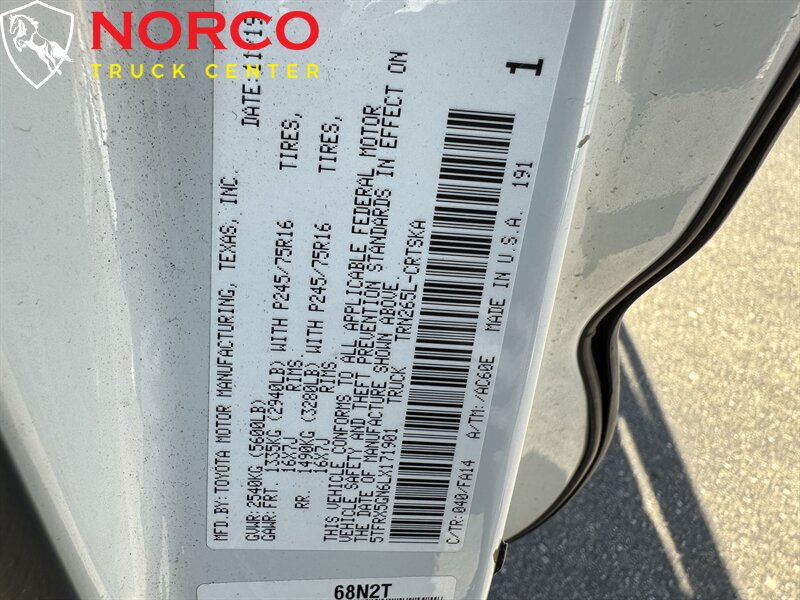 NORCO
TRUCK CENTER
MFD.BY:TOYOTA MOTOR MANUFACTURING, TEXAS, INC. DATE:11/19
GVWR:2540KG (5600LB)
GAWR:FRT. 1335KG (2940LB) WITH P245/75R16 TIRES,
16X7J RIMS,
RR. 1490KG (3280LB) WITH P245/75R16 TIRES,
16X7J RIMS.
THIS VEHICLE CONFORMS TO ALL APPLICABLE FEDERAL MOTOR
VEHICLE SAFETY AND THEFT PREVENTION STANDARDS IN EFFECT ON
THE DATE OF MANUFACTURE SHOWN ABOVE.
5TFRX5GN6LX171901 TRUCK TRN265L-CRTSKA
1
C/TR:040/FA14 A/TM:/AC60E MADE IN U.S.A. 191
68N2T